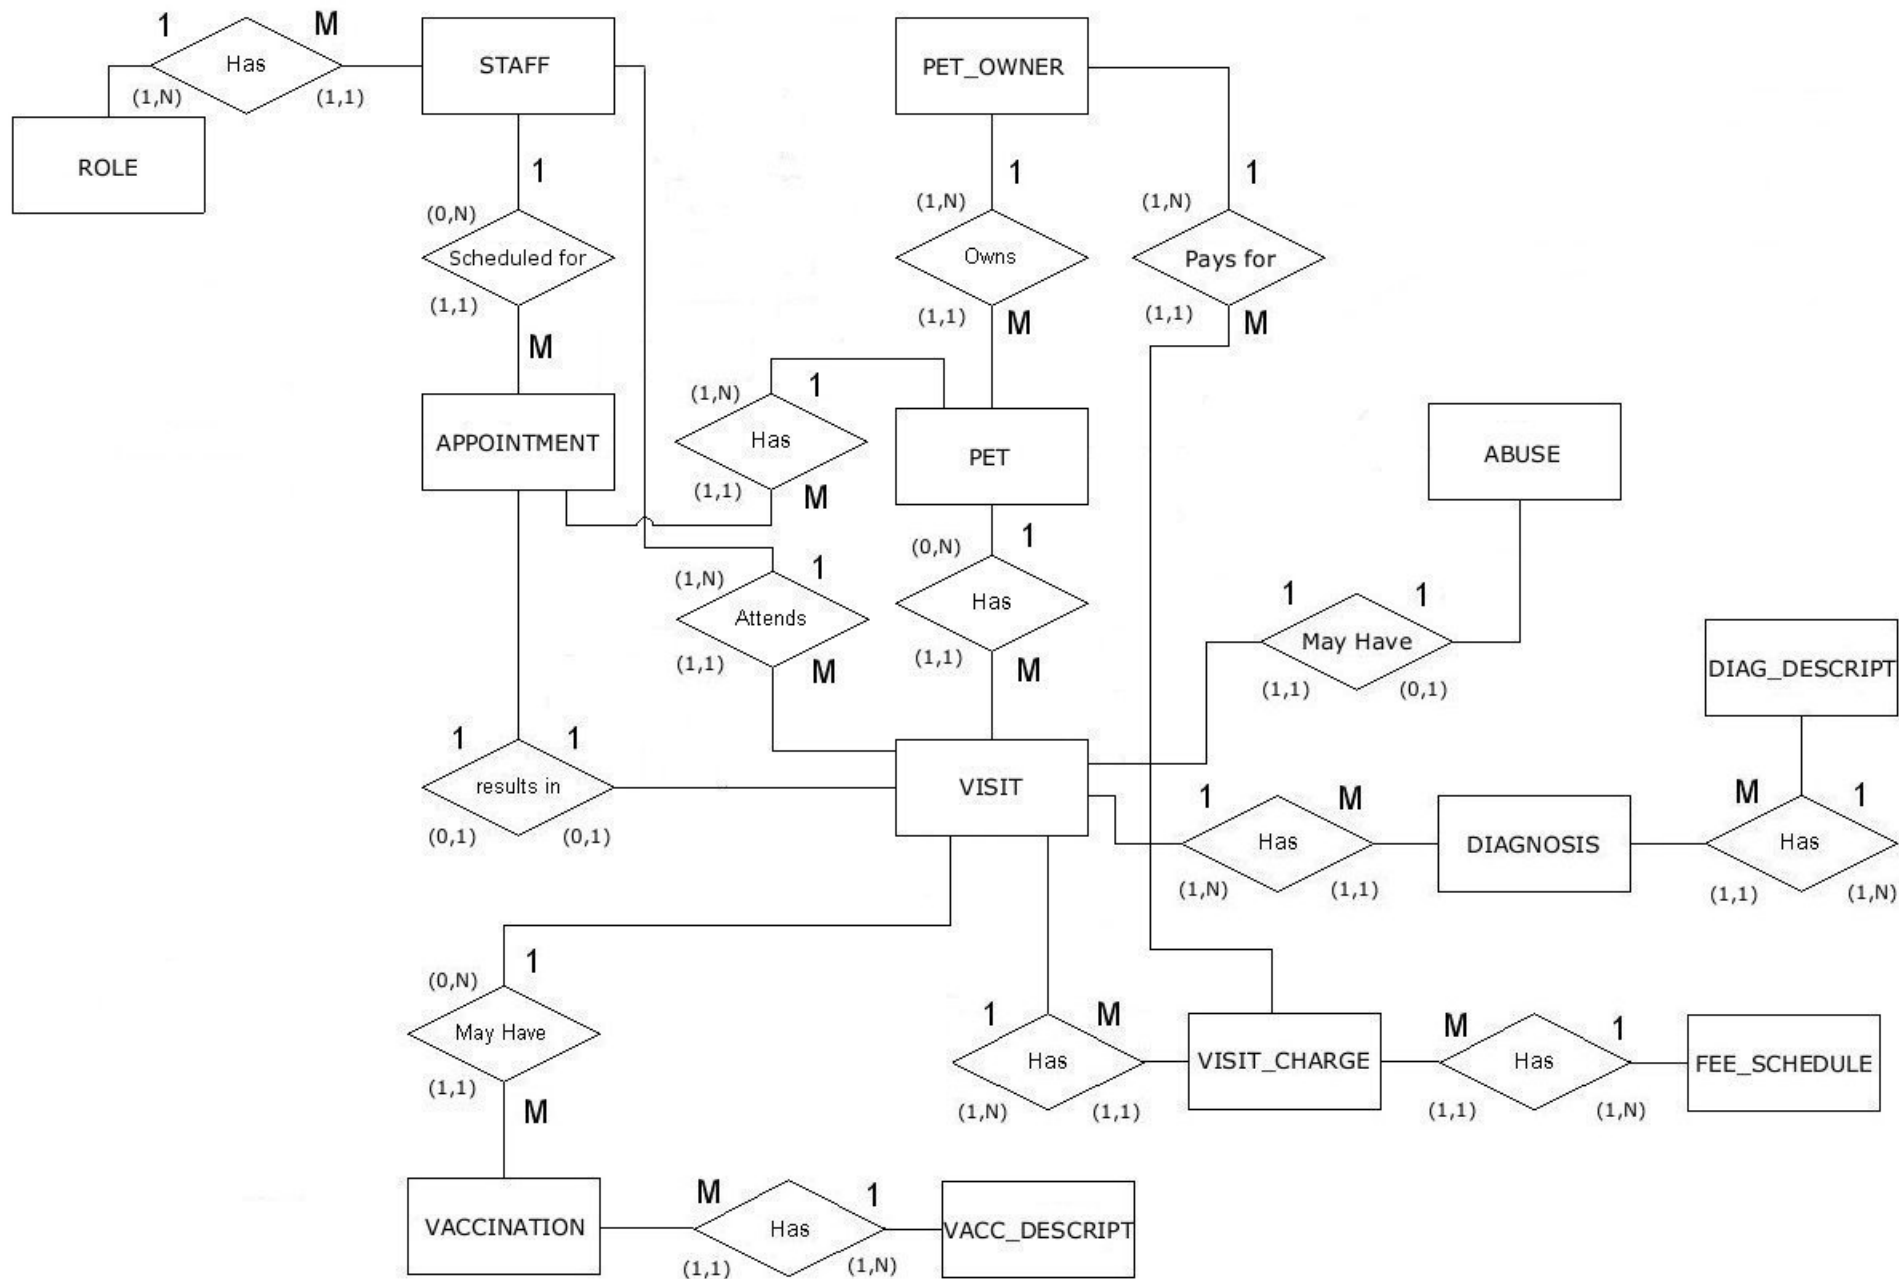 1 M
Has
(1,N) (1,1)
STAFF
ROLE
PET_OWNER
1
(0,N)
Scheduled for
(1,1)
M
1
(1,N)
Owns
(1,1)
M
1
(1,N)
Pays for
(1,1)
M
APPOINTMENT
(1,N) 1
Has
(1,1) M
PET
ABUSE
(0,N) 1
Has
(1,1) M
(1,N) 1
Attends
(1,1) M
1 1
May Have
(1,1) (0,1)
DIAG_DESCRIPT
1 1
results in
(0,1) (0,1)
VISIT
1 M
Has
(1,N) (1,1)
DIAGNOSIS
M 1
Has
(1,1) (1,N)
1
(0,N)
May Have
(1,1)
M
1 M
Has
(1,N) (1,1)
VISIT_CHARGE
M 1
Has
(1,1) (1,N)
FEE_SCHEDULE
VACCINATION
M 1
Has
(1,1) (1,N)
VACC_DESCRIPT